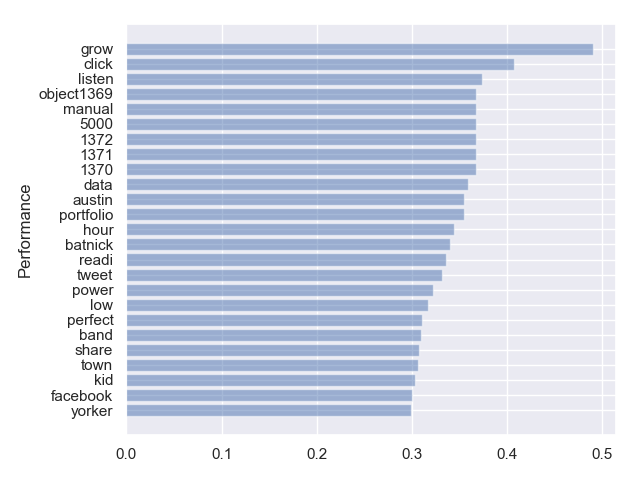 grow
click
listen
object1369
manual
5000
1372
1371
1370
data
austin
portfolio
hour
batnick
readi
tweet
power
low
perfect
band
share
town
kid
facebook
yorker
Performance
0.0 0.1 0.2 0.3 0.4 0.5